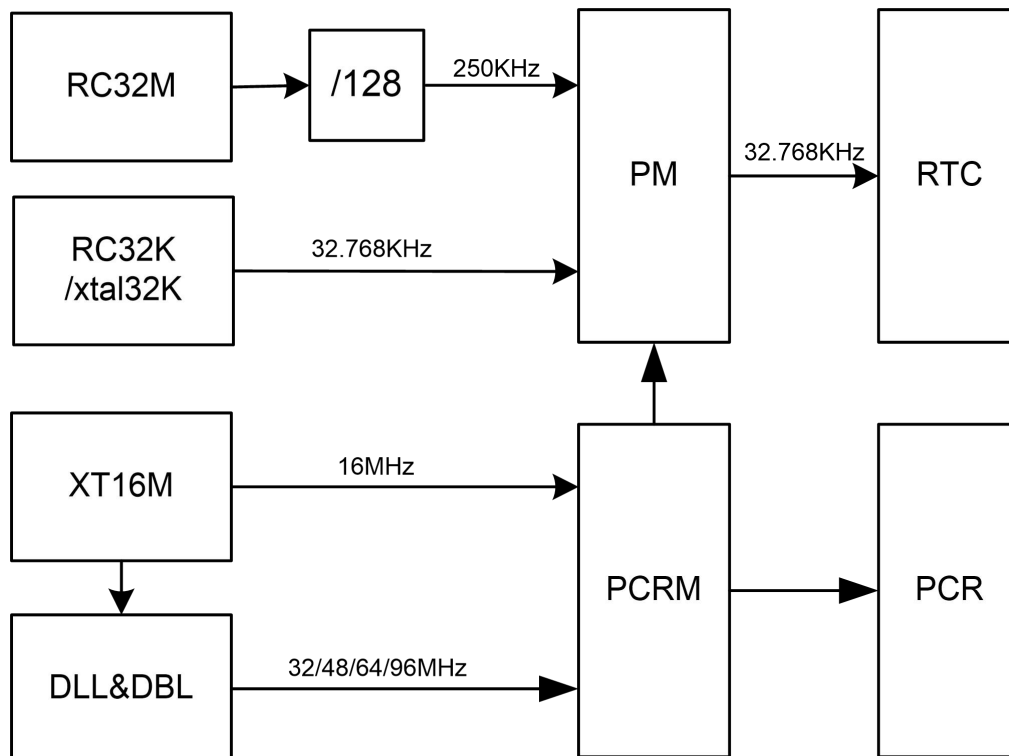 RC32M
/128
250KHz
PM
32.768KHz
RTC
RC32K
/xtal32K
32.768KHz
XT16M
16MHz
PCRM
PCR
DLL&DBL
32/48/64/96MHz